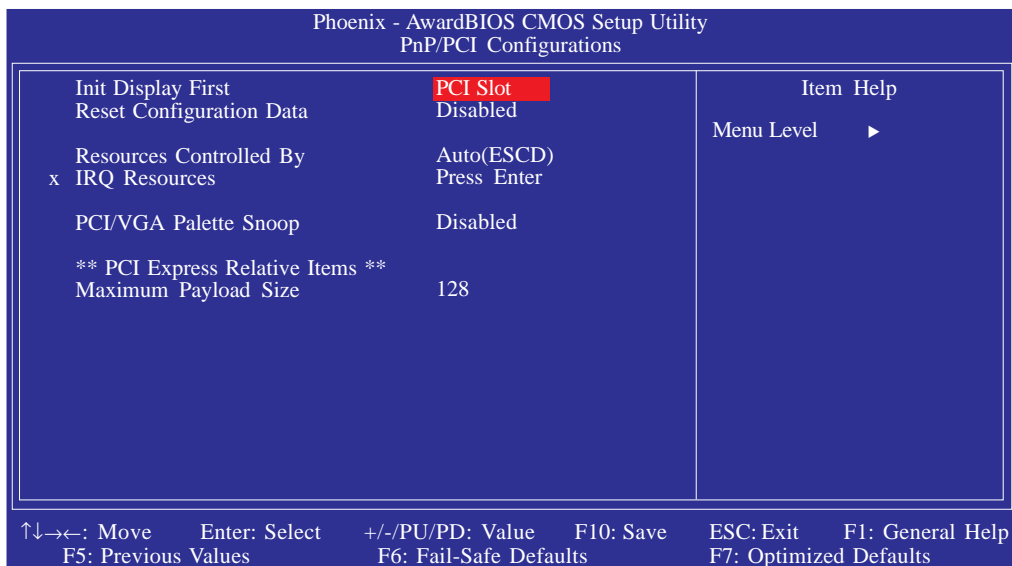 Phoenix - AwardBIOS CMOS Setup Utility
PnP/PCI Configurations
Init Display First PCI Slot
Reset Configuration Data Disabled
Resources Controlled By Auto(ESCD)
x IRQ Resources Press Enter
PCI/VGA Palette Snoop Disabled
** PCI Express Relative Items **
Maximum Payload Size 128
Item Help
Menu Level ▶
↑↓→←: Move Enter: Select +/-/PU/PD: Value F10: Save ESC: Exit F1: General Help
F5: Previous Values F6: Fail-Safe Defaults F7: Optimized Defaults